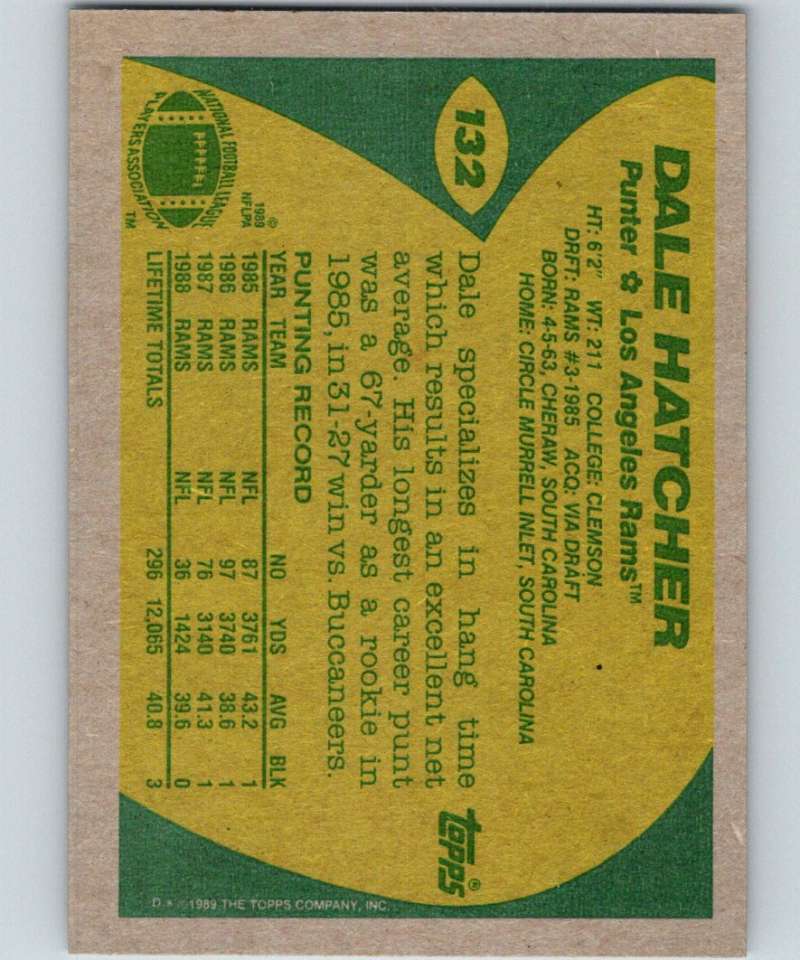 132
DALE HATCHER
Punter ✿ Los Angeles Rams™
HT: 6'2" WT: 211 COLLEGE: CLEMSON
DRFT: RAMS #3-1985 ACQ: VIA DRAFT
BORN: 4-5-63, CHERAW, SOUTH CAROLINA
HOME: CIRCLE MURRELL INLET, SOUTH CAROLINA
Dale specializes in hang time
which results in an excellent net
average. His longest career punt
was a 67-yarder as a rookie in
1985, in 31-27 win vs. Buccaneers.
PUNTING RECORD
YEAR TEAM NO YDS AVG BLK
1985 RAMS NFL 87 3761 43.2 1
1986 RAMS NFL 97 3740 38.6 1
1987 RAMS NFL 76 3140 41.3 1
1988 RAMS NFL 36 1424 39.6 0
LIFETIME TOTALS 296 12,065 40.8 3
NATIONAL FOOTBALL LEAGUE
PLAYERS ASSOCIATION
™
©
1989
NFLPA
topps®
D * © 1989 THE TOPPS COMPANY, INC.